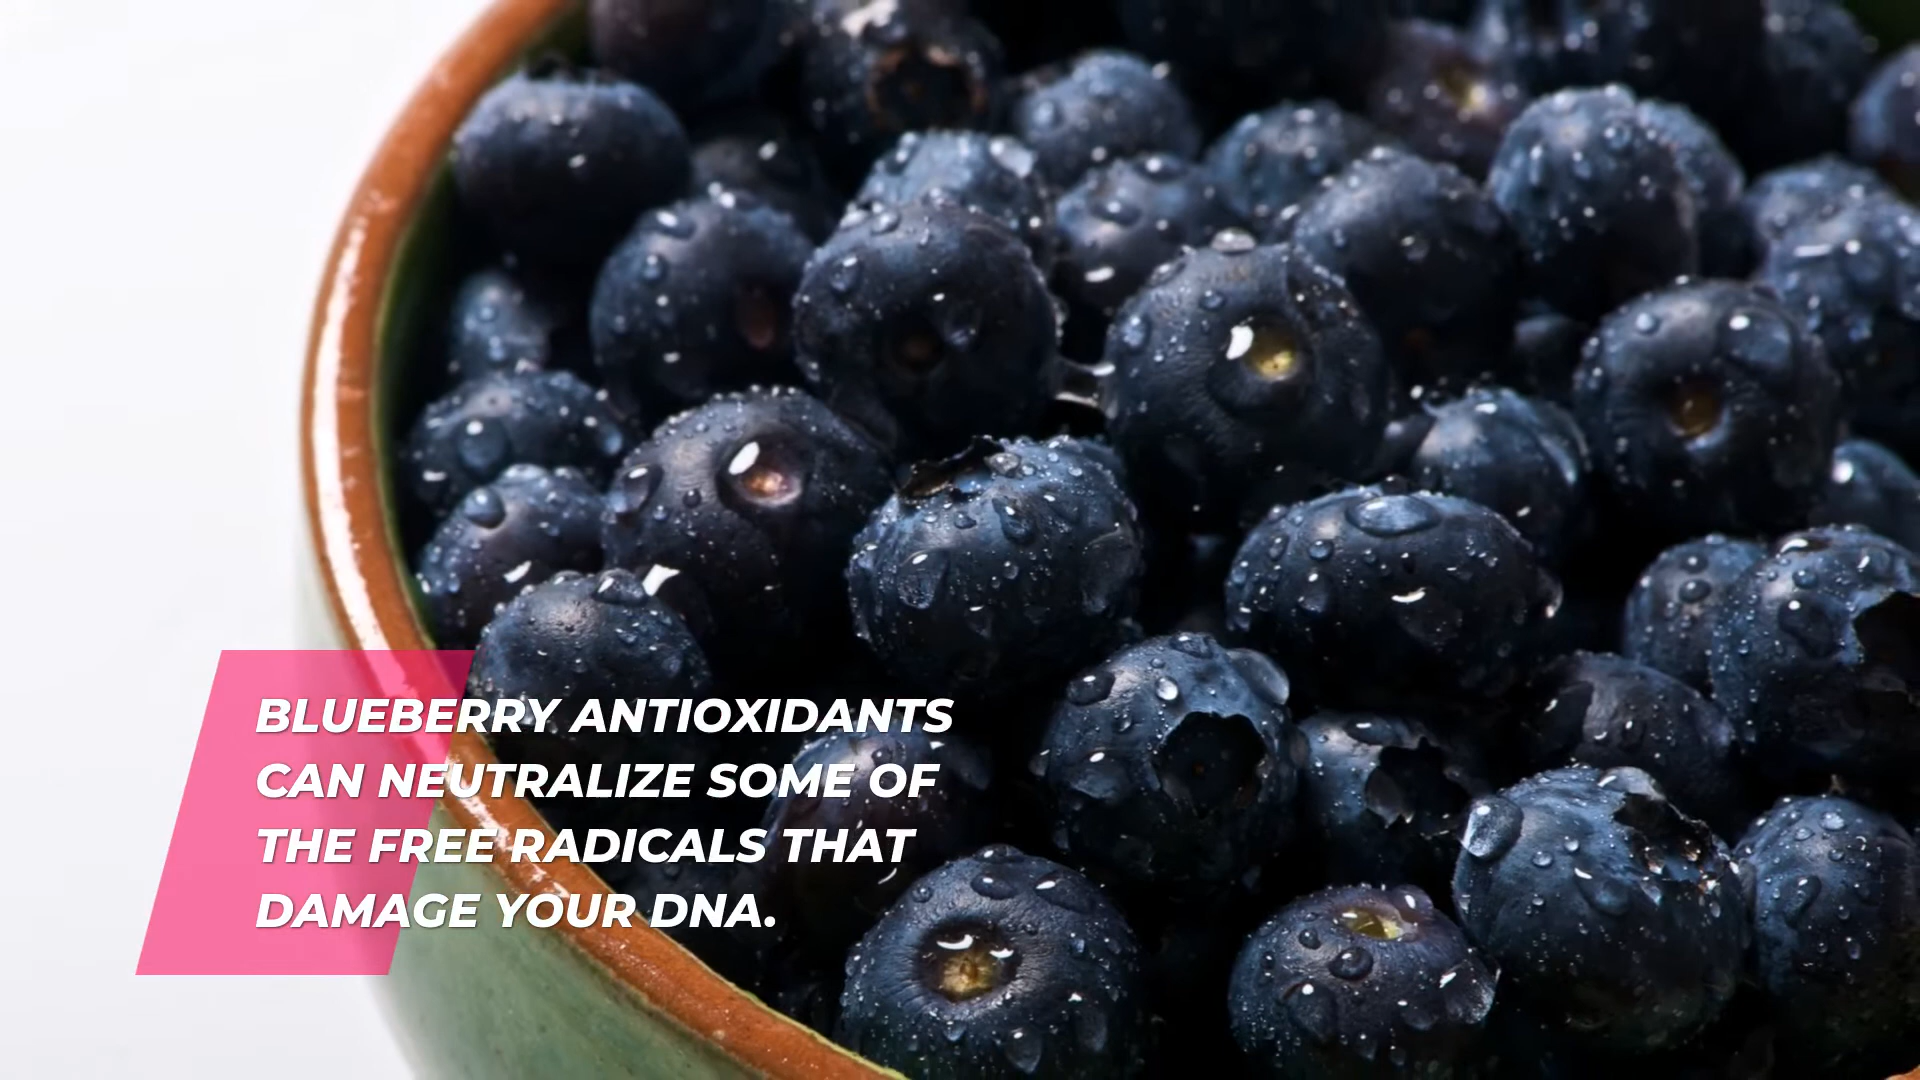 BLUEBERRY ANTIOXIDANTS
CAN NEUTRALIZE SOME OF
THE FREE RADICALS THAT
DAMAGE YOUR DNA.